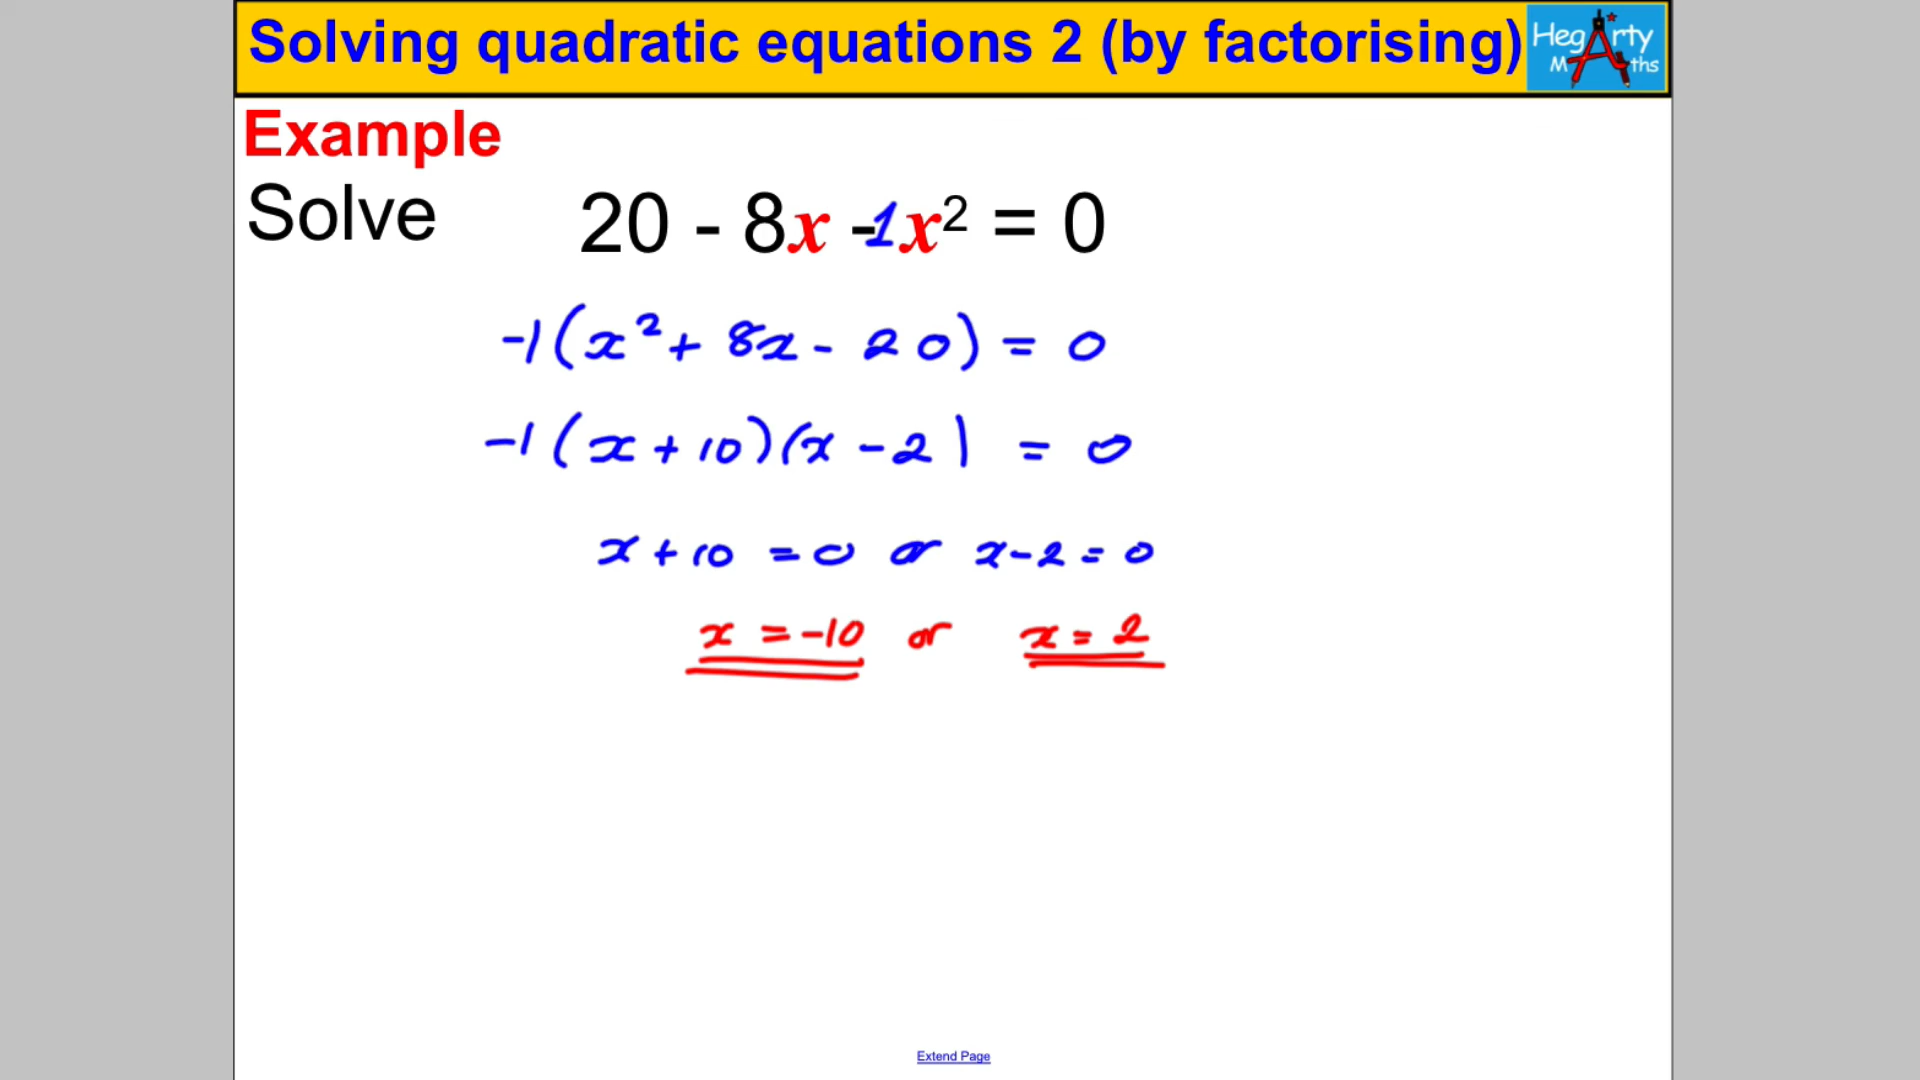 Solving quadratic equations 2 (by factorising)
Hegarty
Maths
Example
Solve 20 - 8x -1x² = 0
-1(x² + 8x - 20) = 0
-1(x + 10)(x - 2) = 0
x + 10 = 0 or x - 2 = 0
x = -10 or x = 2
Extend Page